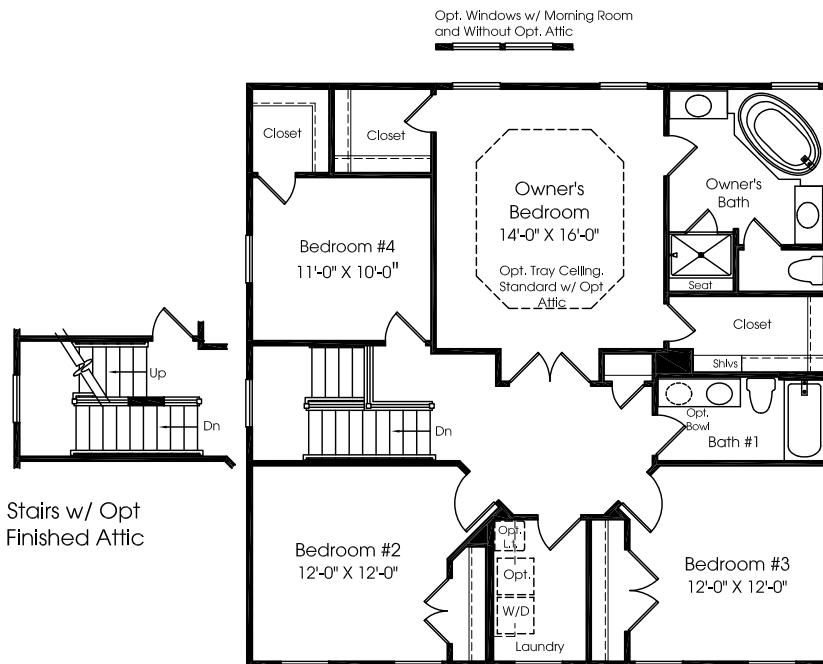 Opt. Windows w/ Morning Room
and Without Opt. Attic
Closet
Closet
Owner's
Bedroom
14'-0" X 16'-0"
Opt. Tray Ceiling.
Standard w/ Opt
Attic
Owner's
Bath
Seat
Bedroom #4
11'-0" X 10'-0"
Closet
Shlvs
Up
Dn
Dn
Opt.
Bowl
Bath #1
Stairs w/ Opt
Finished Attic
Bedroom #2
12'-0" X 12'-0"
Opt.
L.T.
Opt.
W/D
Laundry
Bedroom #3
12'-0" X 12'-0"